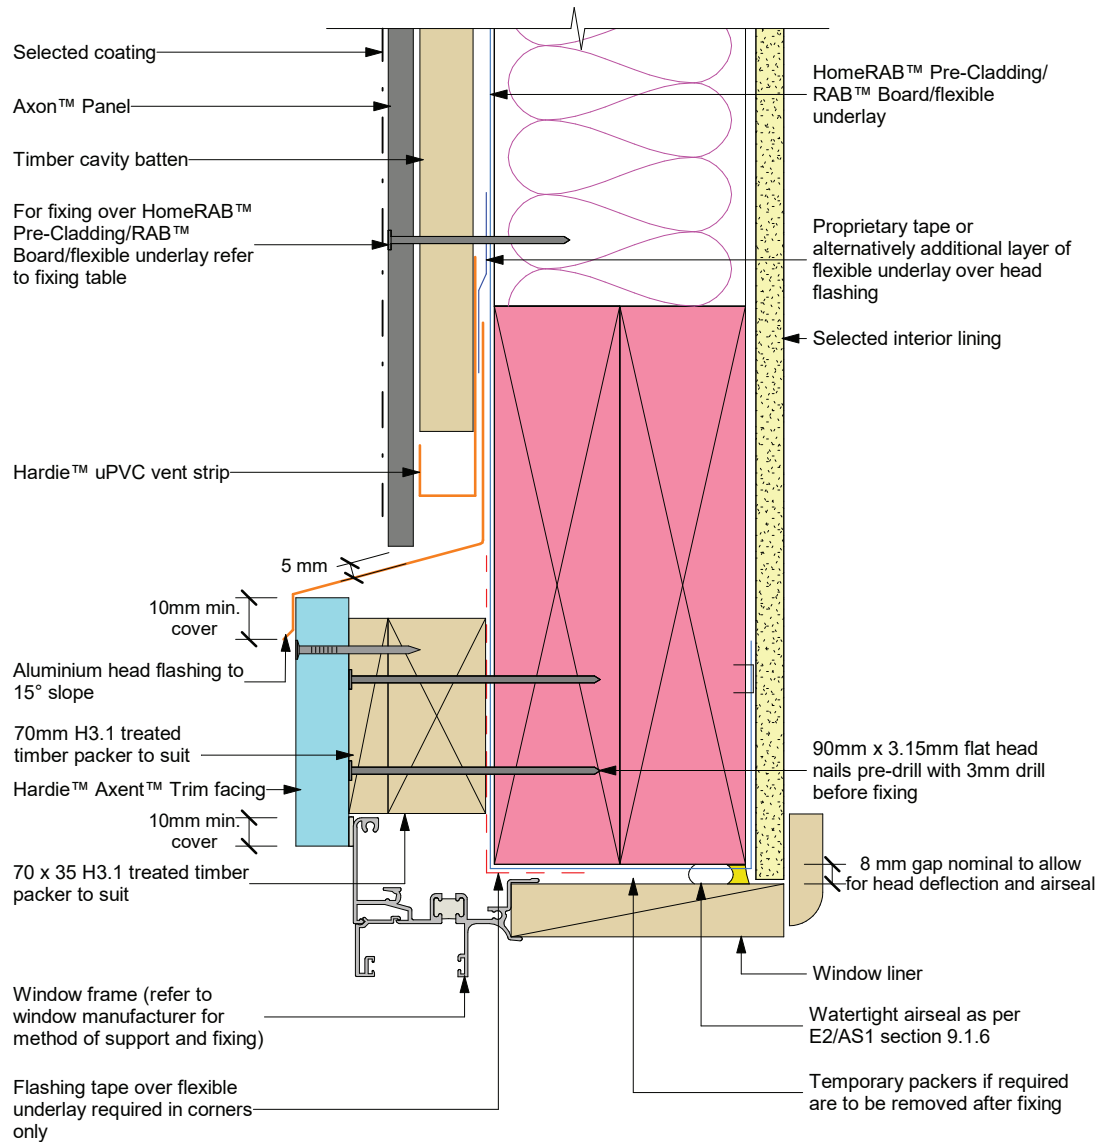 Selected coating
Axon™ Panel
Timber cavity batten
For fixing over HomeRAB™
Pre-Cladding/RAB™
Board/flexible underlay refer
to fixing table
Hardie™ uPVC vent strip
5 mm
10mm min.
cover
Aluminium head flashing to
15° slope
70mm H3.1 treated
timber packer to suit
Hardie™ Axent™ Trim facing
10mm min.
cover
70 x 35 H3.1 treated timber
packer to suit
Window frame (refer to
window manufacturer for
method of support and fixing)
Flashing tape over flexible
underlay required in corners
only
HomeRAB™ Pre-Cladding/
RAB™ Board/flexible
underlay
Proprietary tape or
alternatively additional layer of
flexible underlay over head
flashing
Selected interior lining
90mm x 3.15mm flat head
nails pre-drill with 3mm drill
before fixing
8 mm gap nominal to allow
for head deflection and airseal
Window liner
Watertight airseal as per
E2/AS1 section 9.1.6
Temporary packers if required
are to be removed after fixing